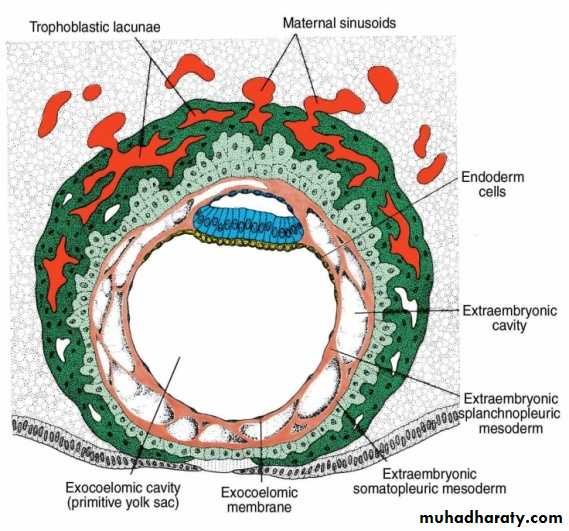 Trophoblastic lacunae
Maternal sinusoids
Endoderm
cells
Extraembryonic
cavity
Extraembryonic
splanchnopleuric
mesoderm
Extraembryonic
somatopleuric mesoderm
Exocoelomic cavity
(primitive yolk sac)
Exocoelomic
membrane
muhadharaty.com